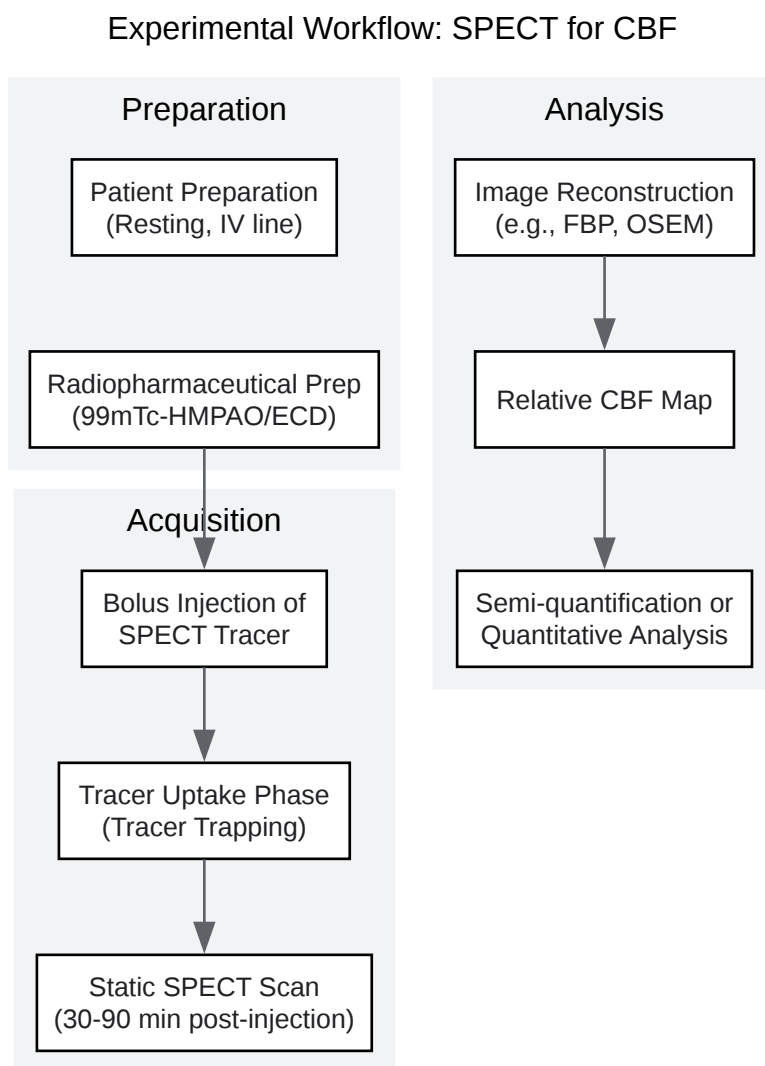 Experimental Workflow: SPECT for CBF
Preparation
Patient Preparation
(Resting, IV line)
Radiopharmaceutical Prep
(99mTc-HMPAO/ECD)
Acquisition
Bolus Injection of
SPECT Tracer
Tracer Uptake Phase
(Tracer Trapping)
Static SPECT Scan
(30-90 min post-injection)
Analysis
Image Reconstruction
(e.g., FBP, OSEM)
Relative CBF Map
Semi-quantification or
Quantitative Analysis